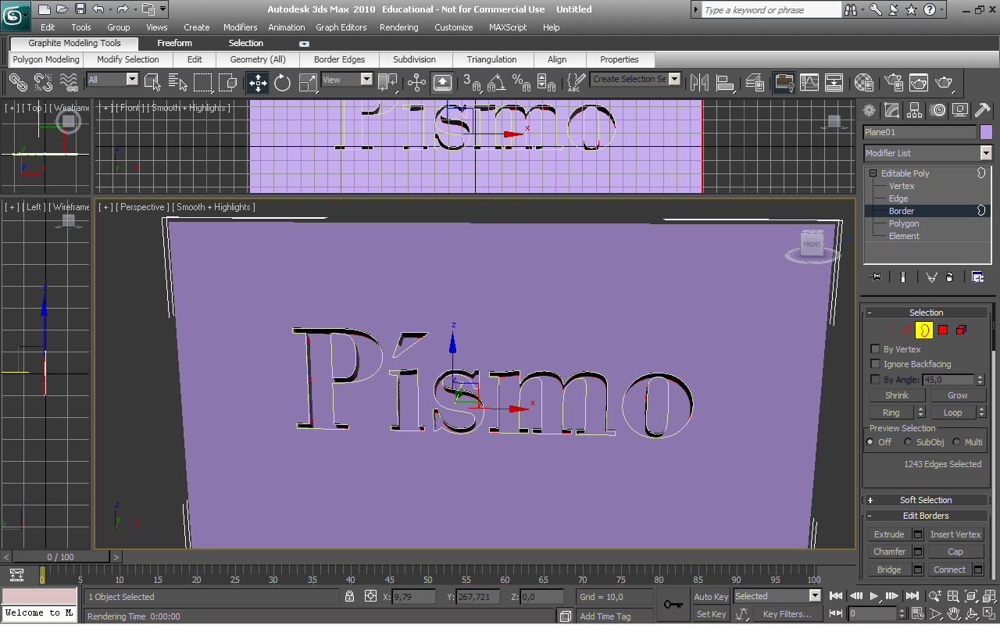 Autodesk 3ds Max 2010 Educational - Not for Commercial Use Untitled
Type a keyword or phrase
Edit Tools Group Views Create Modifiers Animation Graph Editors Rendering Customize MAXScript Help
Graphite Modeling Tools Freeform Selection
Polygon Modeling Modify Selection Edit Geometry (All) Border Edges Subdivision Triangulation Align Properties
All View 3 ABC Create Selection Se
[ + ] [ Top ] [ Wireframe
[ + ] [ Front ] [ Smooth + Highlights ]
Písmo
Plane01
Modifier List
Editable Poly
Vertex
Edge
Border
Polygon
Element
[ + ] [ Left ] [ Wireframe
[ + ] [ Perspective ] [ Smooth + Highlights ]
FRONT
Písmo
z
x
z
y
x
- Selection
By Vertex
Ignore Backfacing
By Angle: 45,0
Shrink Grow
Ring Loop
Preview Selection
Off SubObj Multi
1243 Edges Selected
+ Soft Selection
- Edit Borders
Extrude Insert Vertex
Chamfer Cap
Bridge Connect
< 0 / 100 >
0 5 10 15 20 25 30 35 40 45 50 55 60 65 70 75 80 85 90 95 100
1 Object Selected X: 9,79 Y: 267,721 Z: 0,0 Grid = 10,0 Auto Key Selected
Welcome to M
Rendering Time 0:00:00 Add Time Tag Set Key Key Filters... 0